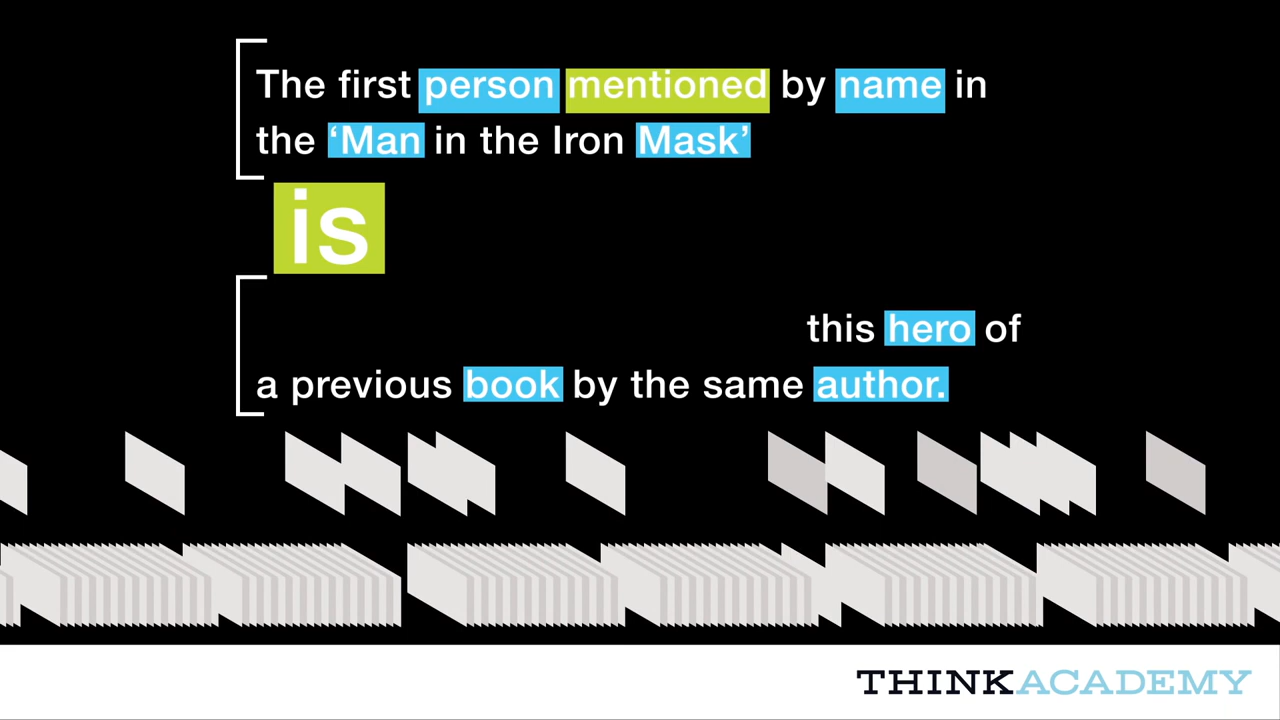 The first person mentioned by name in
the ‘Man in the Iron Mask’
is
this hero of
a previous book by the same author.
THINKACADEMY